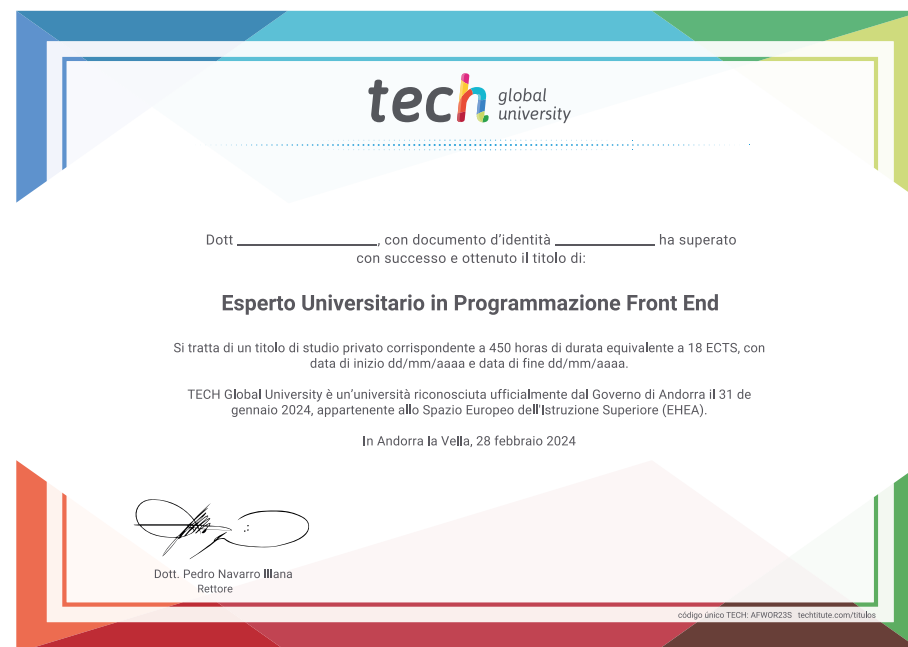 tech global university
Dott ____________________, con documento d'identità ______________ ha superato
con successo e ottenuto il titolo di:
Esperto Universitario in Programmazione Front End
Si tratta di un titolo di studio privato corrispondente a 450 horas di durata equivalente a 18 ECTS, con
data di inizio dd/mm/aaaa e data di fine dd/mm/aaaa.
TECH Global University è un'università riconosciuta ufficialmente dal Governo di Andorra il 31 de
gennaio 2024, appartenente allo Spazio Europeo dell'Istruzione Superiore (EHEA).
In Andorra la Vella, 28 febbraio 2024
Dott. Pedro Navarro Illana
Rettore
código único TECH: AFWOR23S techtitute.com/titulos